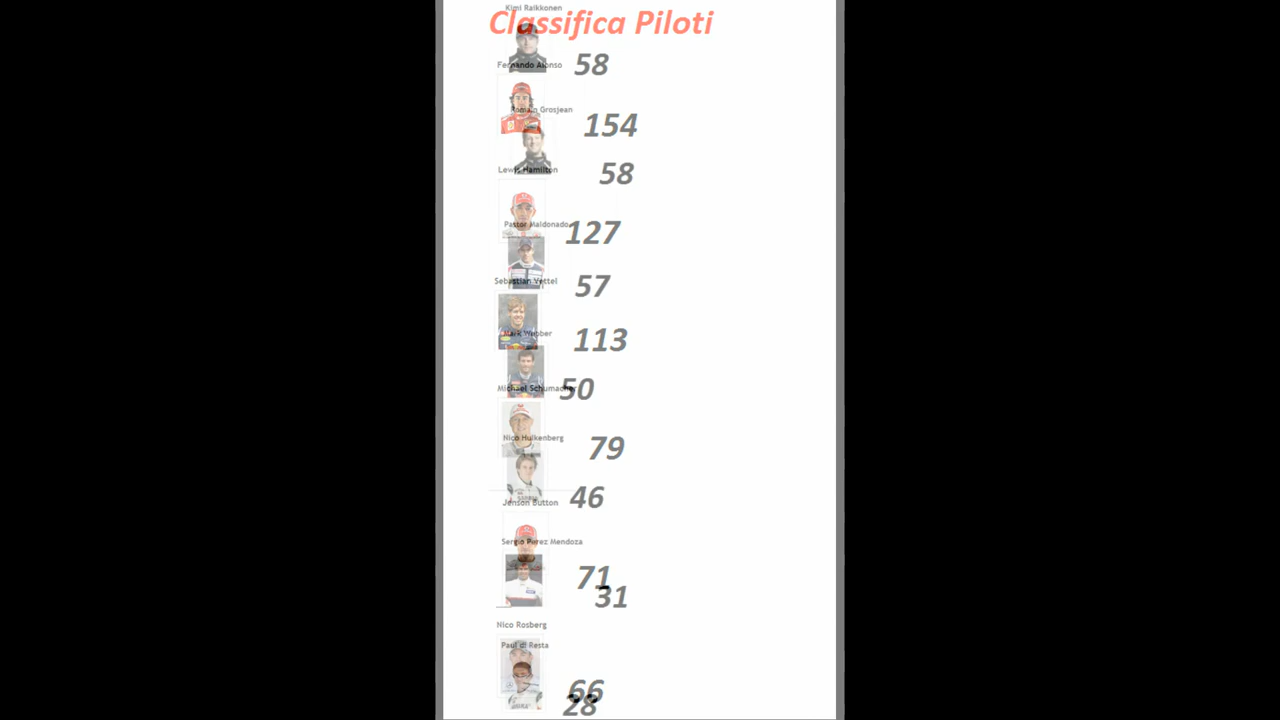 Kimi Raikkonen
Classifica Piloti
Fernando Alonso
58
Romain Grosjean
154
Lewis Hamilton
58
Pastor Maldonado
127
Sebastian Vettel
57
Mark Webber
113
Michael Schumacher
50
Nico Hulkenberg
79
46
Jenson Button
Sergio Perez Mendoza
71
31
Nico Rosberg
Paul di Resta
66
28